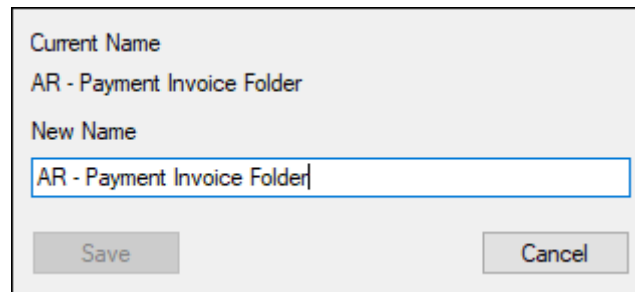 Current Name
AR - Payment Invoice Folder
New Name
AR - Payment Invoice Folder
Save
Cancel